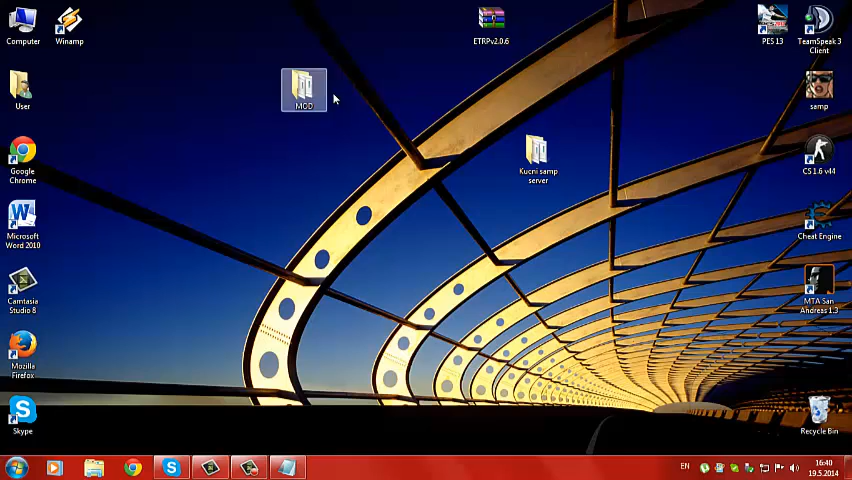 Computer
Winamp
ETRPv2.0.6
PES 13
TeamSpeak 3
Client
User
MOD
samp
Google
Chrome
Kucni samp
server
CS 1.6 v44
Microsoft
Word 2010
Cheat Engine
Camtasia
Studio 8
MTA San
Andreas 1.3
Mozilla
Firefox
Skype
Recycle Bin
EN
16:40
19.5.2014